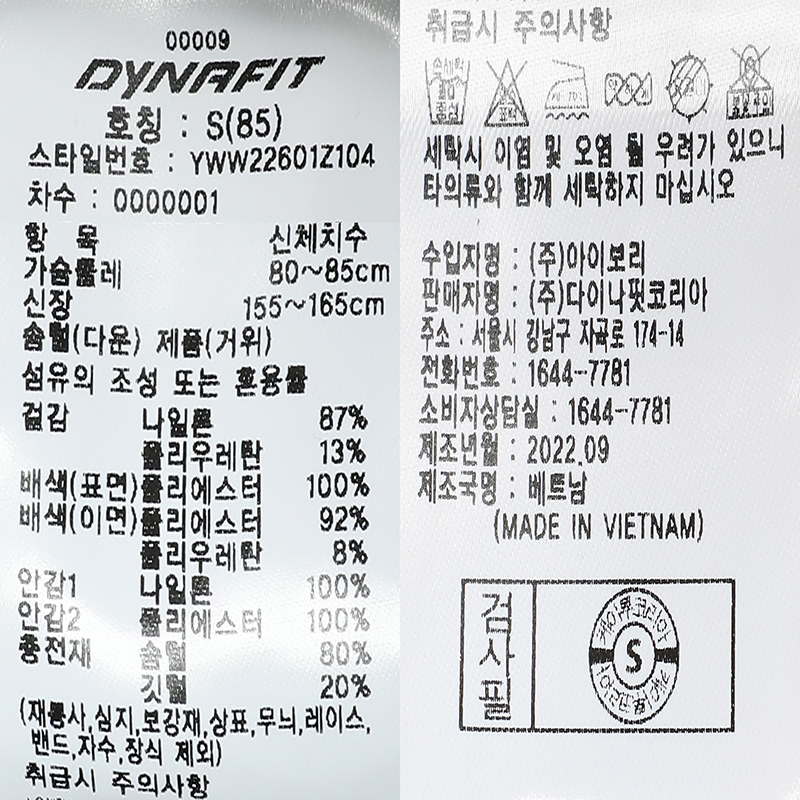 00009
DYNAFIT
호칭 : S(85)
스타일번호 : YWW22601Z104
차수 : 0000001
항 목 신체치수
가슴둘레 80~85cm
신장 155~165cm
솜털(다운) 제품(거위)
섬유의 조성 또는 혼용률
겉감 나일론 87%
폴리우레탄 13%
배색(표면) 폴리에스터 100%
배색(이면) 폴리에스터 92%
폴리우레탄 8%
안감1 나일론 100%
안감2 폴리에스터 100%
충전재 솜털 80%
깃털 20%
(재봉사,심지,보강재,상표,무늬,레이스,
밴드,자수,장식 제외)
취급시 주의사항
취급시 주의사항
세탁시 이염 및 오염 될 우려가 있으니
타의류와 함께 세탁하지 마십시오
수입자명 : (주)아이보리
판매자명 : (주)다이나핏코리아
주소 : 서울시 강남구 자곡로 174-14
전화번호 : 1644-7781
소비자상담실 : 1644-7781
제조년월 : 2022.09
제조국명 : 베트남
(MADE IN VIETNAM)
검사필
S